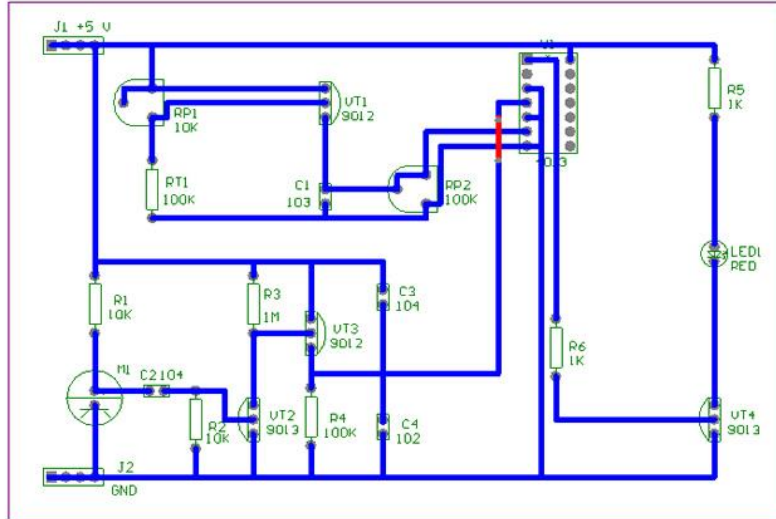 J1 +5 V
U1
RP1
10K
VT1
9012
R5
1K
4013
RT1
100K
C1
103
RP2
100K
LED1
RED
R1
10K
R3
1M
C3
104
VT3
9012
R6
1K
M1
C2104
R2
10K
VT2
9013
R4
100K
C4
102
VT4
9013
J2
GND